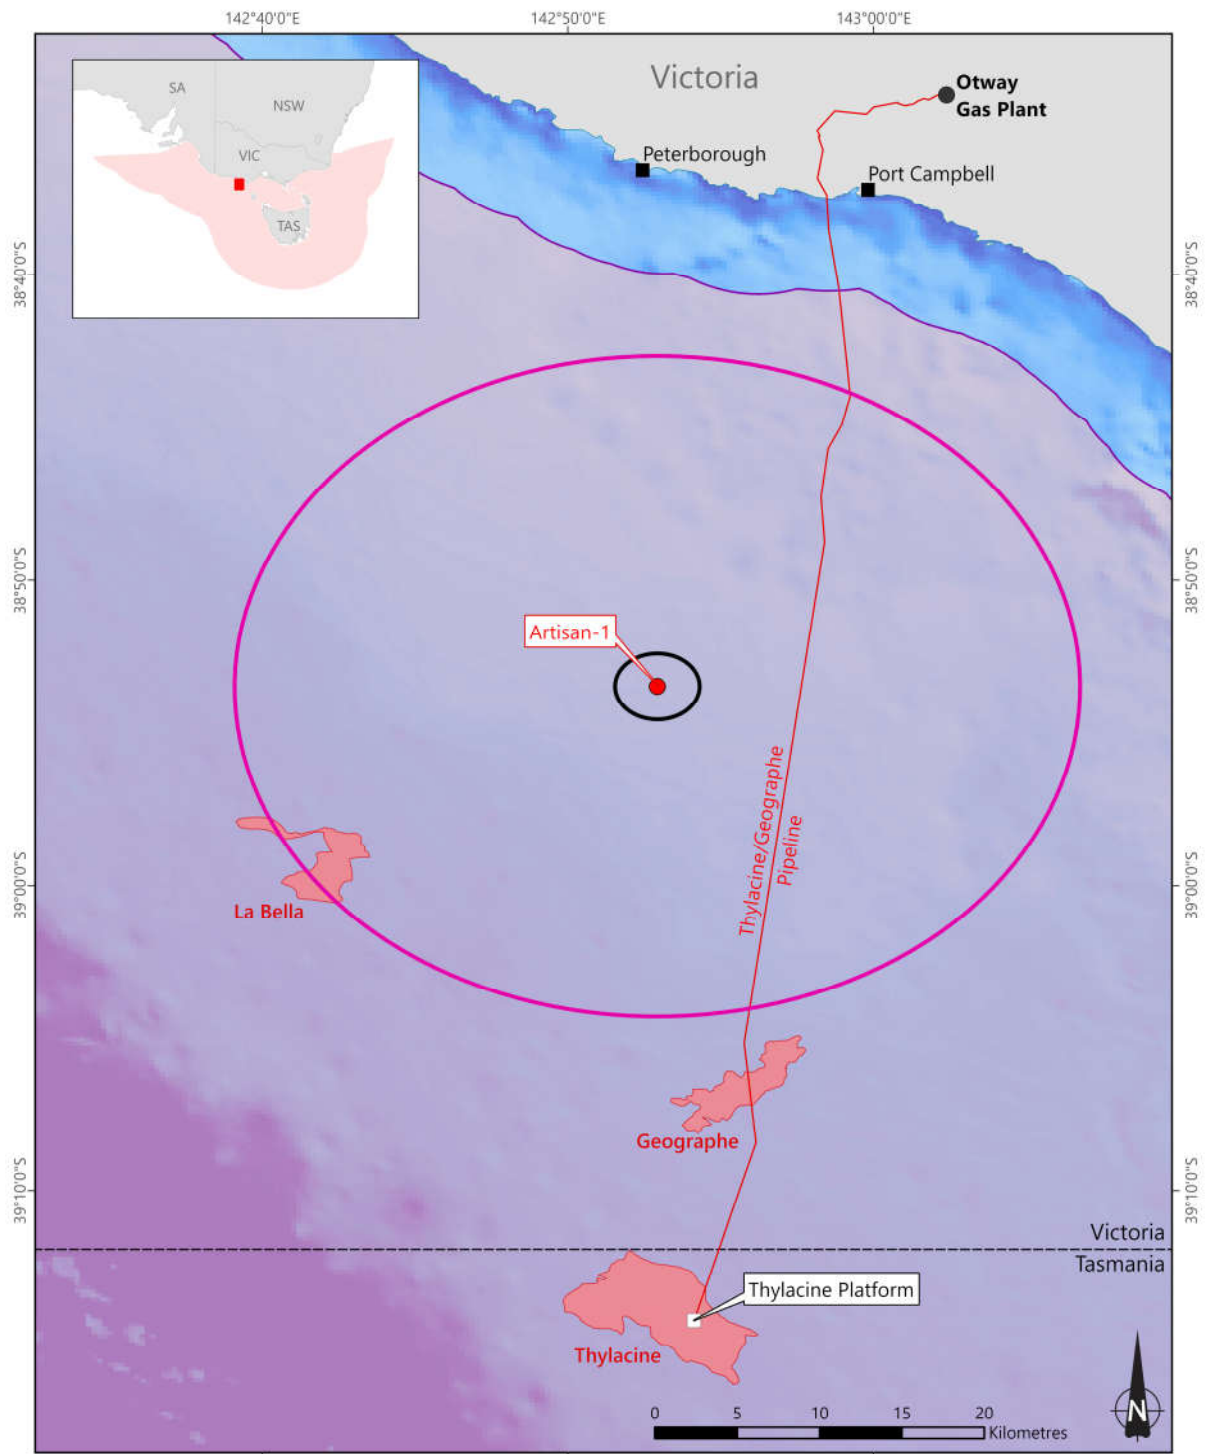 142°40'0"E
142°50'0"E
143°00'0"E
Victoria
Otway
Gas Plant
SA
NSW
VIC
TAS
Peterborough
Port Campbell
38°40'0"S
38°40'0"S
38°50'0"S
38°50'0"S
Artisan-1
Thylacine/Geographe
Pipeline
39°00'0"S
39°00'0"S
La Bella
Geographe
39°10'0"S
39°10'0"S
Victoria
Tasmania
Thylacine Platform
Thylacine
0 5 10 15 20
Kilometres
N